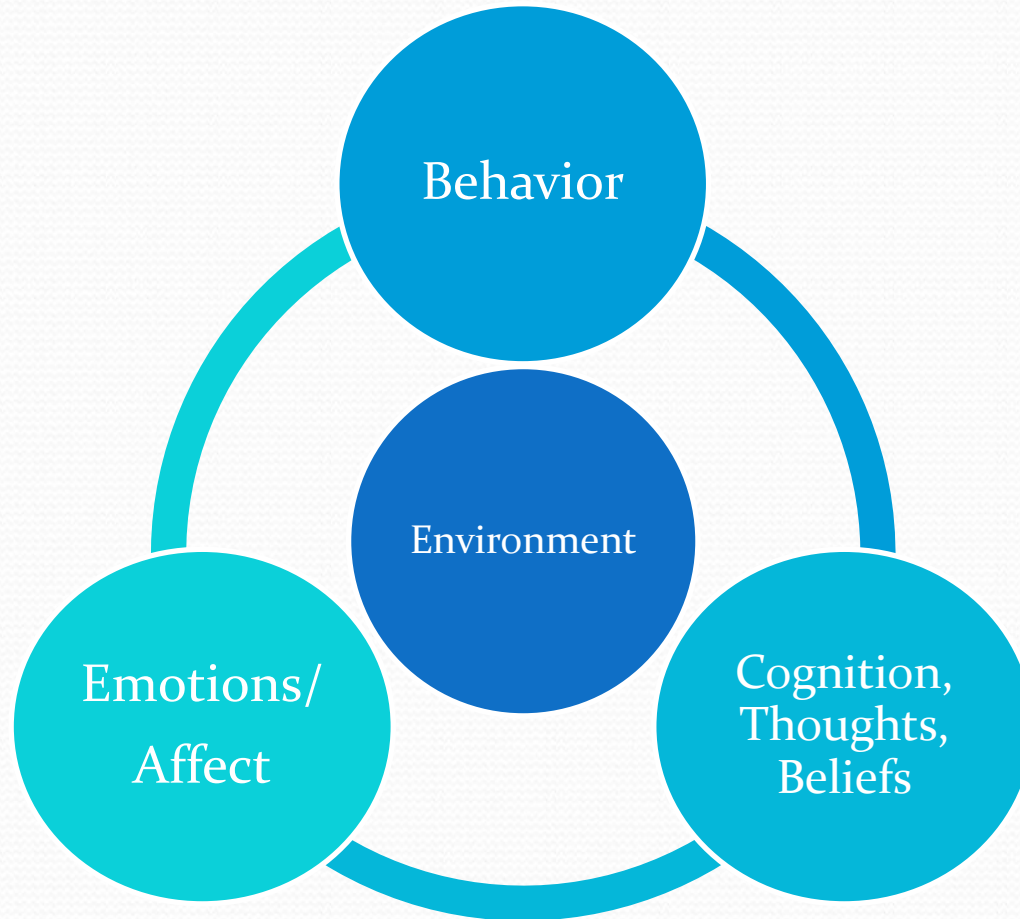 Behavior
Environment
Emotions/
Affect
Cognition,
Thoughts,
Beliefs